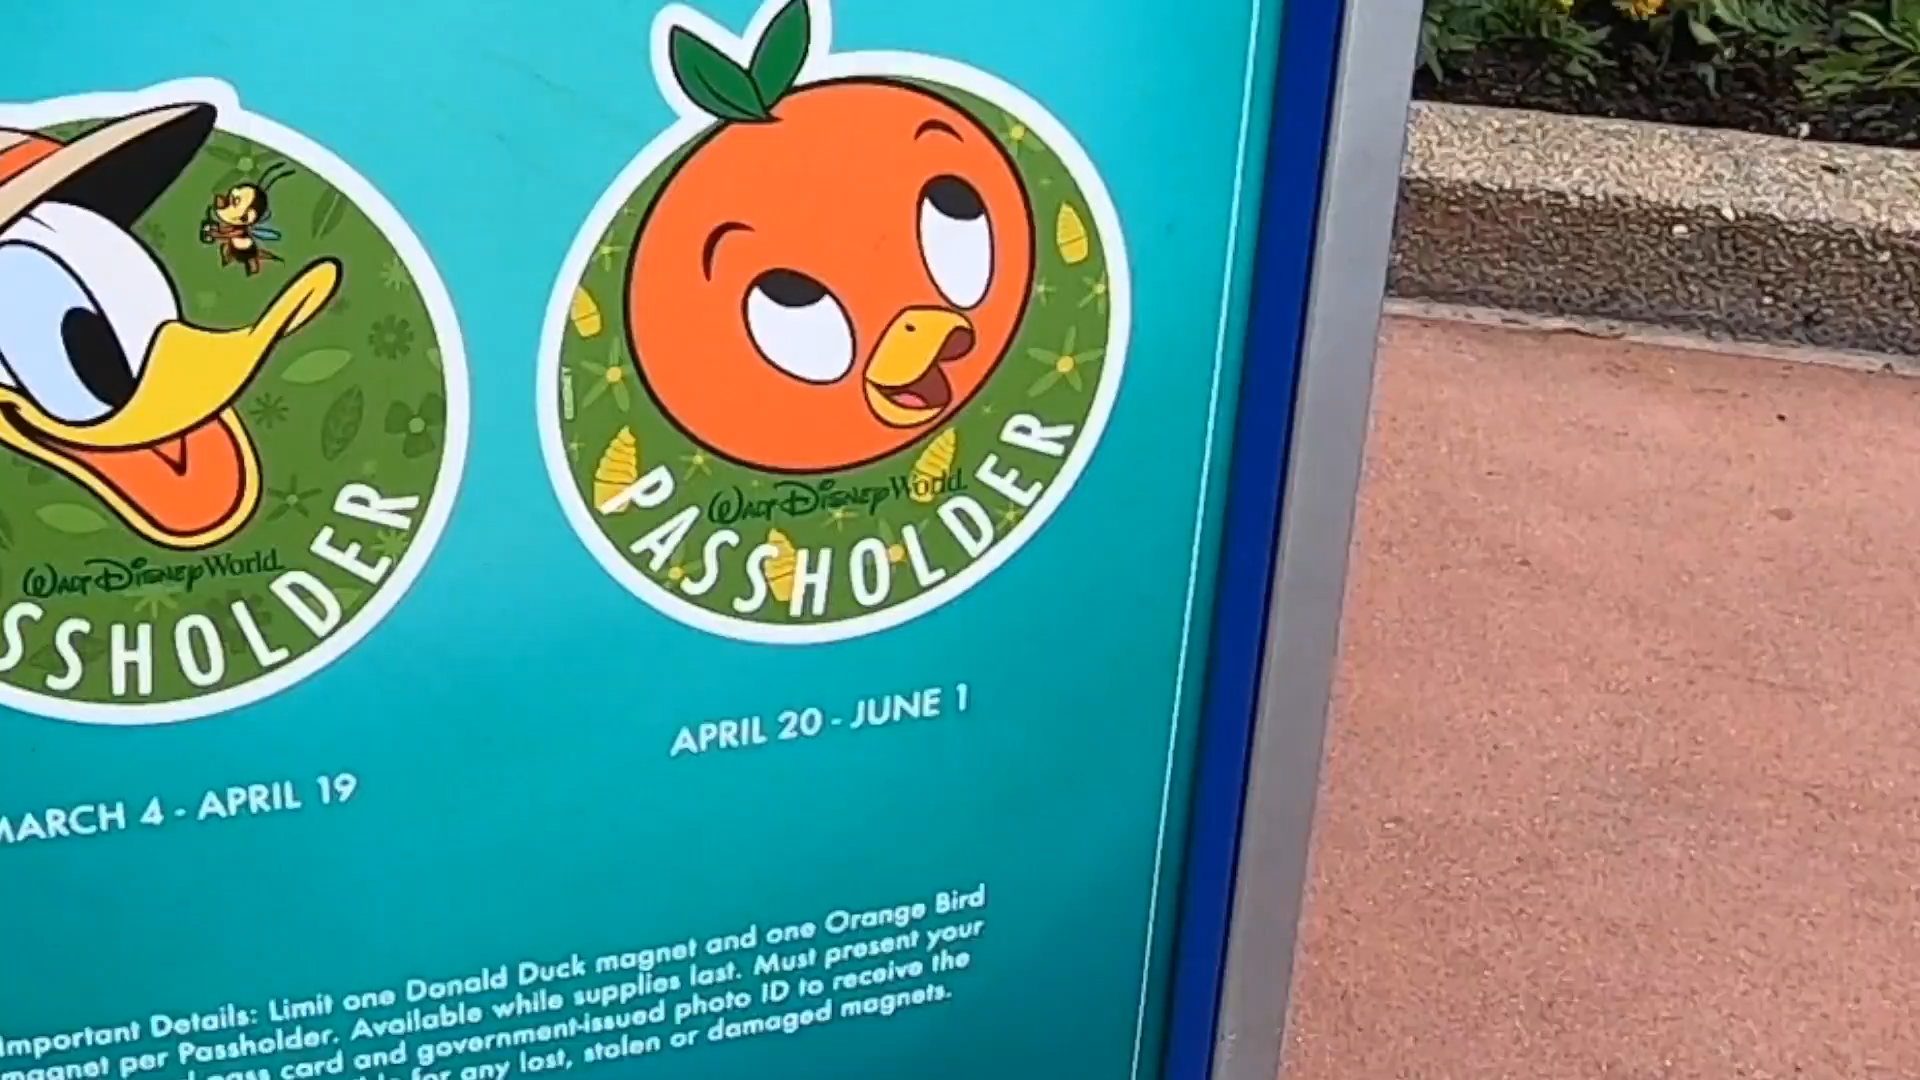 Walt Disney World
PASSHOLDER
APRIL 20 - JUNE 1
Walt Disney World
SSHOLDER
MARCH 4 - APRIL 19
Important Details: Limit one Donald Duck magnet and one Orange Bird
magnet per Passholder. Available while supplies last. Must present your
pass card and government-issued photo ID to receive the
for any lost, stolen or damaged magnets.